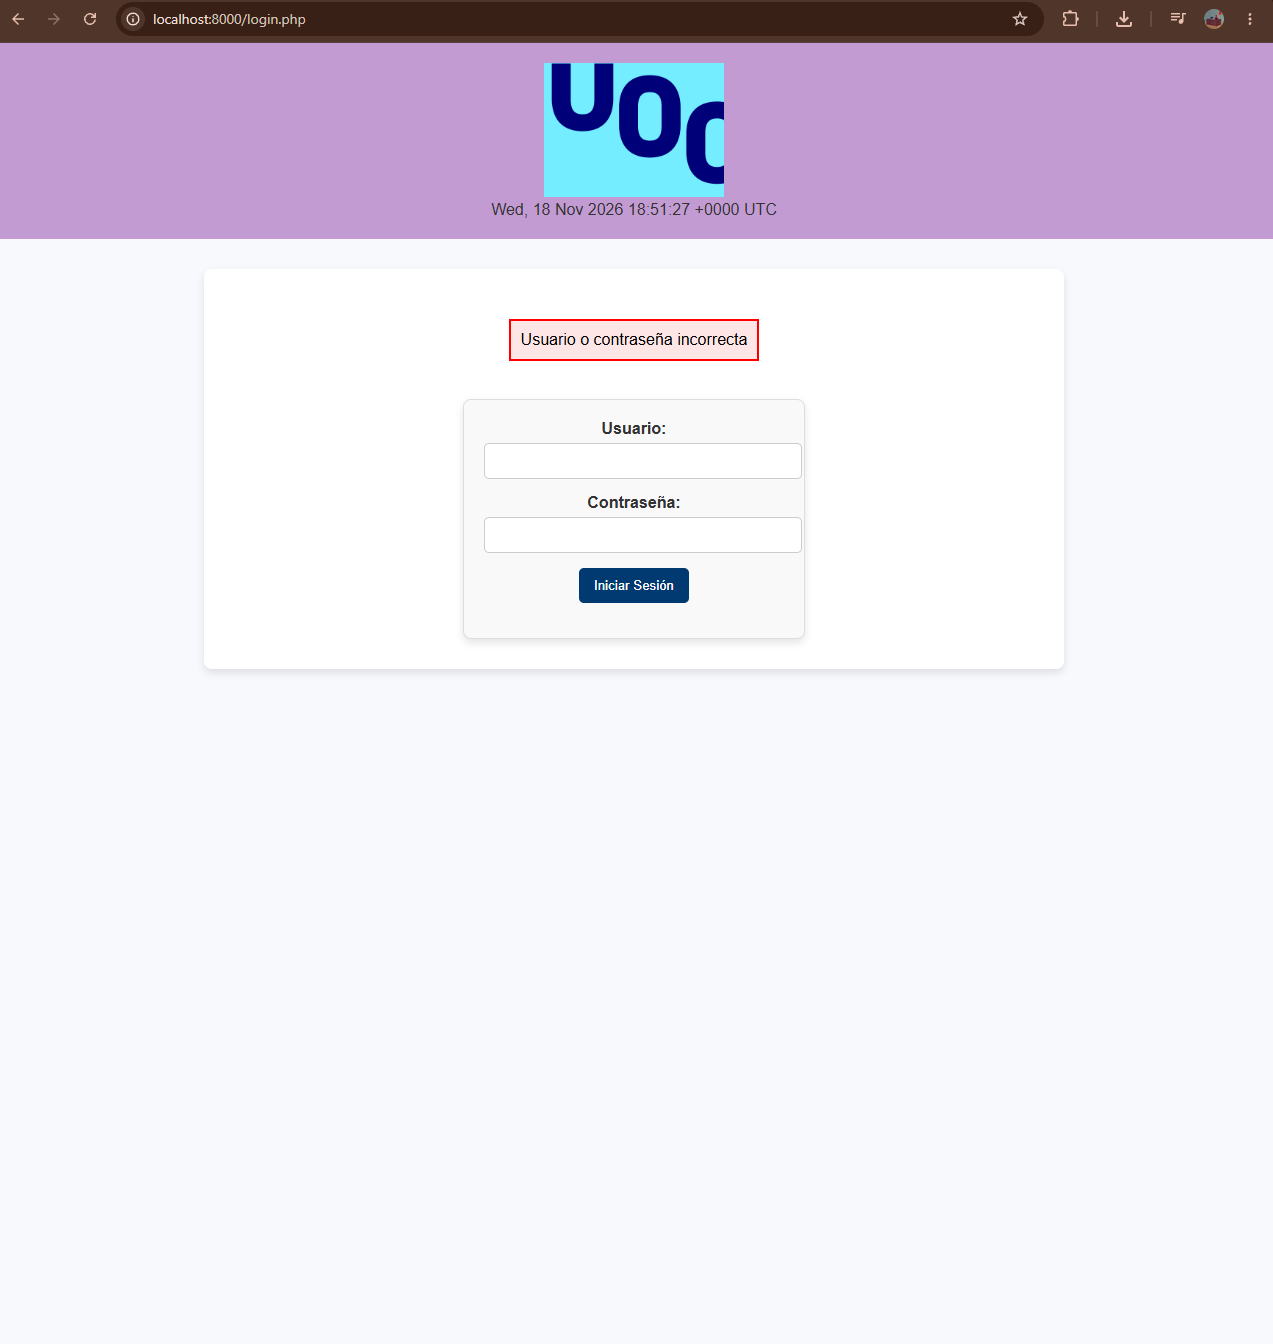 localhost:8000/login.php
UOC
Wed, 18 Nov 2026 18:51:27 +0000 UTC
Usuario o contraseña incorrecta
Usuario:
Contraseña:
Iniciar Sesión